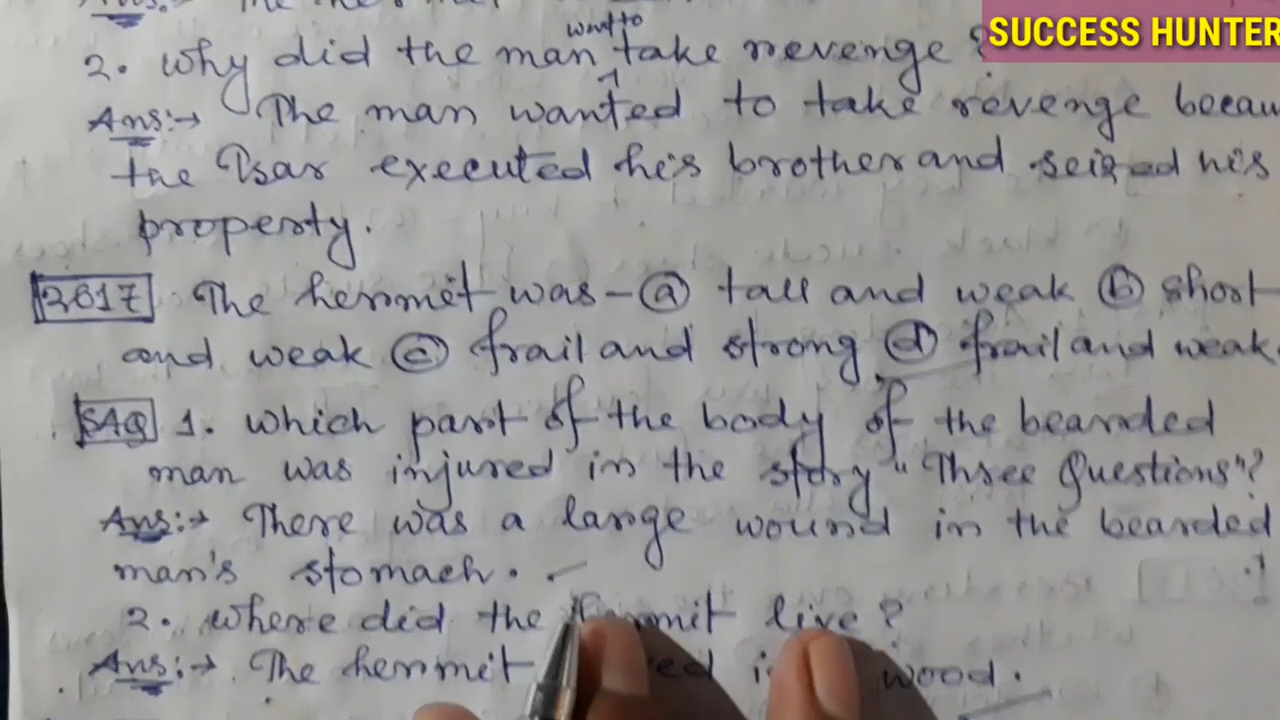 SUCCESS HUNTER
want to
2. Why did the man take revenge ?
Ans:→ The man wanted to take revenge becau
the Tsar executed his brother and seized his
property.
2017 The hermit was - (a) tall and weak (b) short
and weak (c) frail and strong (d) frail and weak.
SAQ 1. Which part of the body of the bearded
man was injured in the story "Three Questions"?
Ans:→ There was a large wound in the bearded
man's stomach.
2. Where did the hermit live?
Ans:→ The hermit wood.